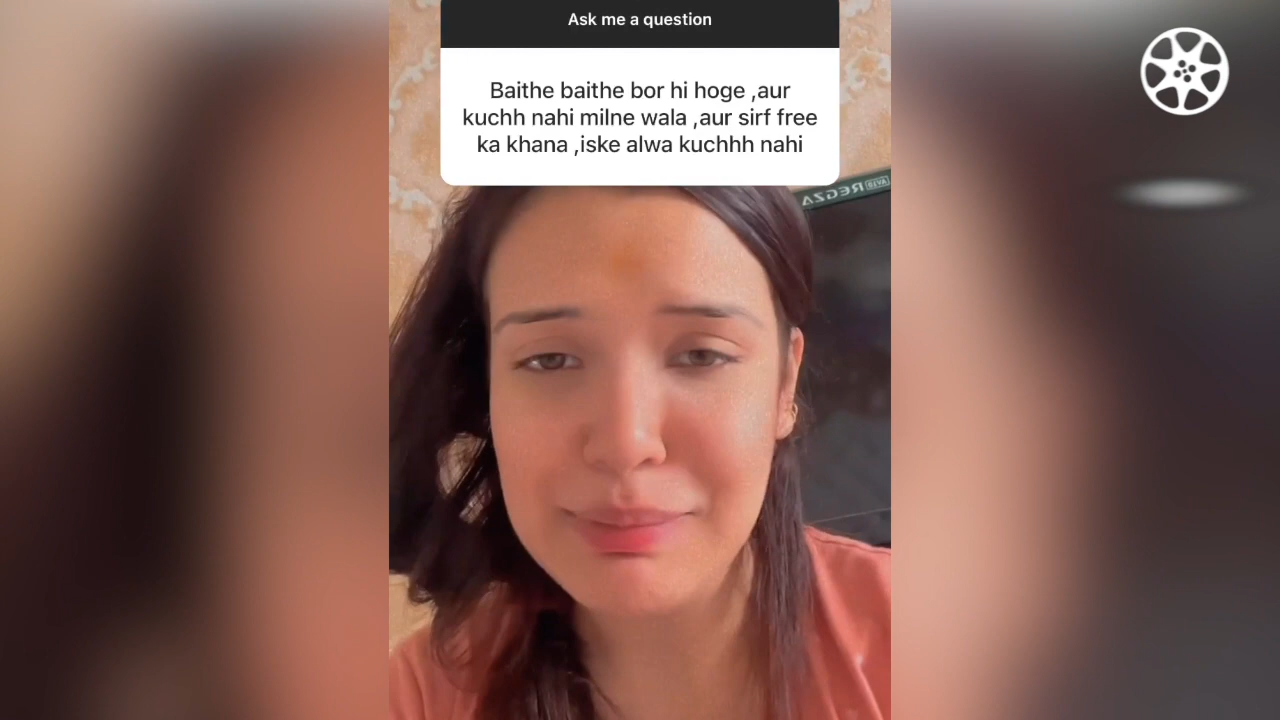 Ask me a question
Baithe baithe bor hi hoge ,aur
kuchh nahi milne wala ,aur sirf free
ka khana ,iske alwa kuchhh nahi
REGZA